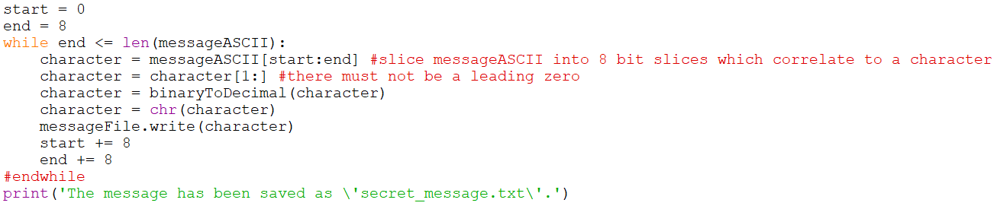 start = 0
end = 8
while end <= len(messageASCII):
    character = messageASCII[start:end] #slice messageASCII into 8 bit slices which correlate to a character
    character = character[1:] #there must not be a leading zero
    character = binaryToDecimal(character)
    character = chr(character)
    messageFile.write(character)
    start += 8
    end += 8
#endwhile
print('The message has been saved as \'secret_message.txt\'.')